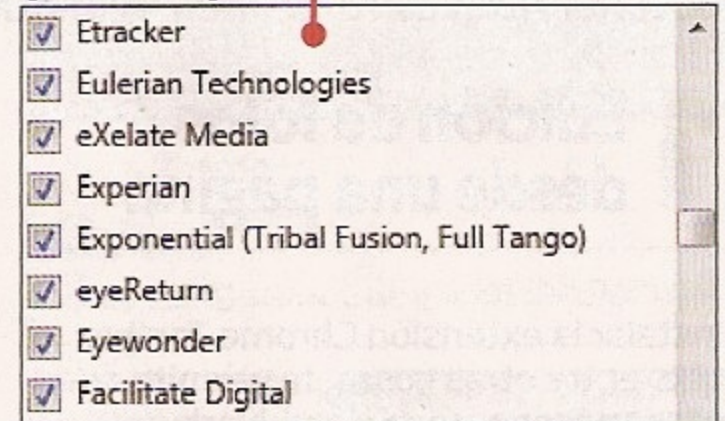 Etracker
Eulerian Technologies
eXelate Media
Experian
Exponential (Tribal Fusion, Full Tango)
eyeReturn
Eyewonder
Facilitate Digital